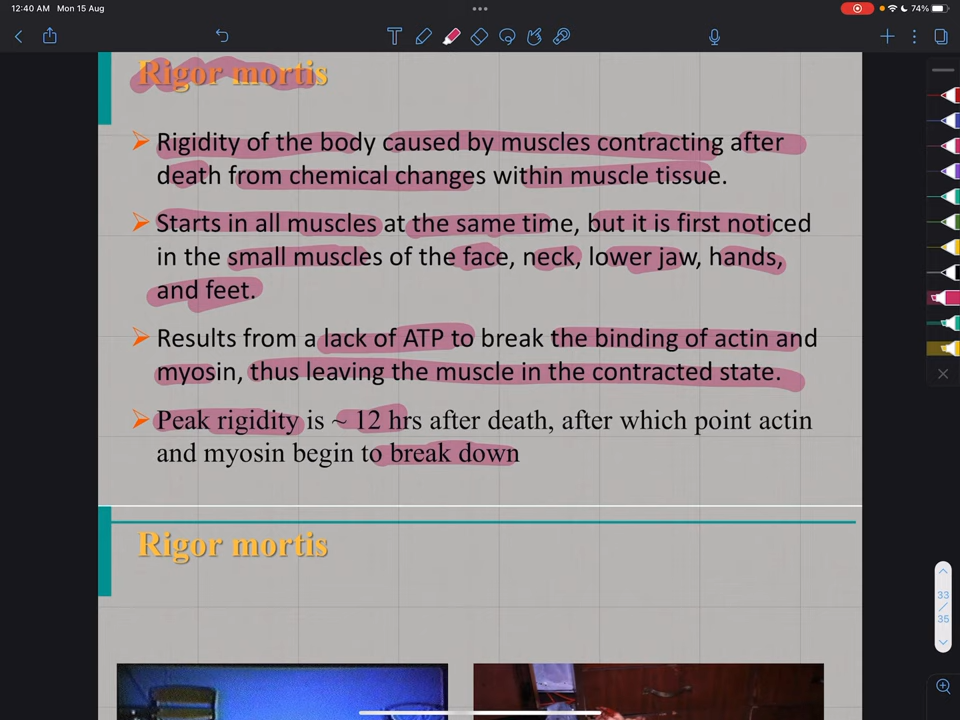 12:40 AM Mon 15 Aug
74%
Rigor mortis
Rigidity of the body caused by muscles contracting after
death from chemical changes within muscle tissue.
Starts in all muscles at the same time, but it is first noticed
in the small muscles of the face, neck, lower jaw, hands,
and feet.
Results from a lack of ATP to break the binding of actin and
myosin, thus leaving the muscle in the contracted state.
Peak rigidity is ~ 12 hrs after death, after which point actin
and myosin begin to break down
Rigor mortis
33
/
35